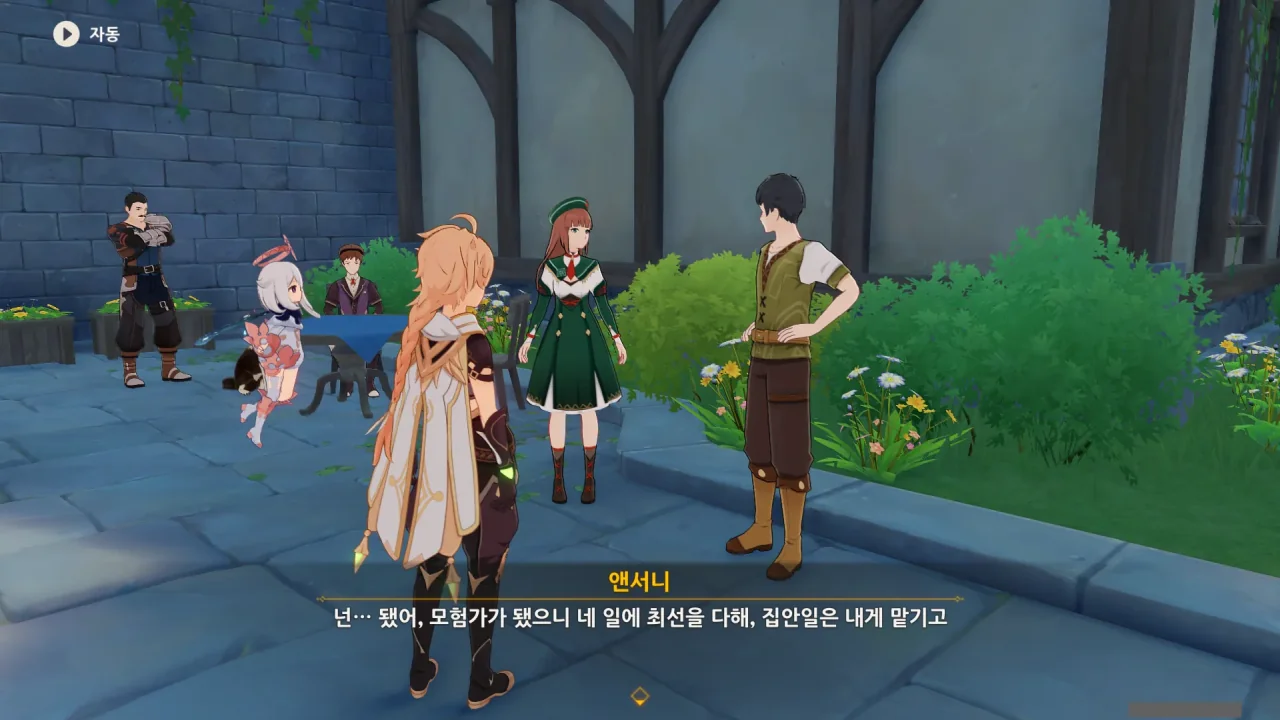 자동
앤서니
넌… 됐어, 모험가가 됐으니 네 일에 최선을 다해, 집안일은 내게 맡기고